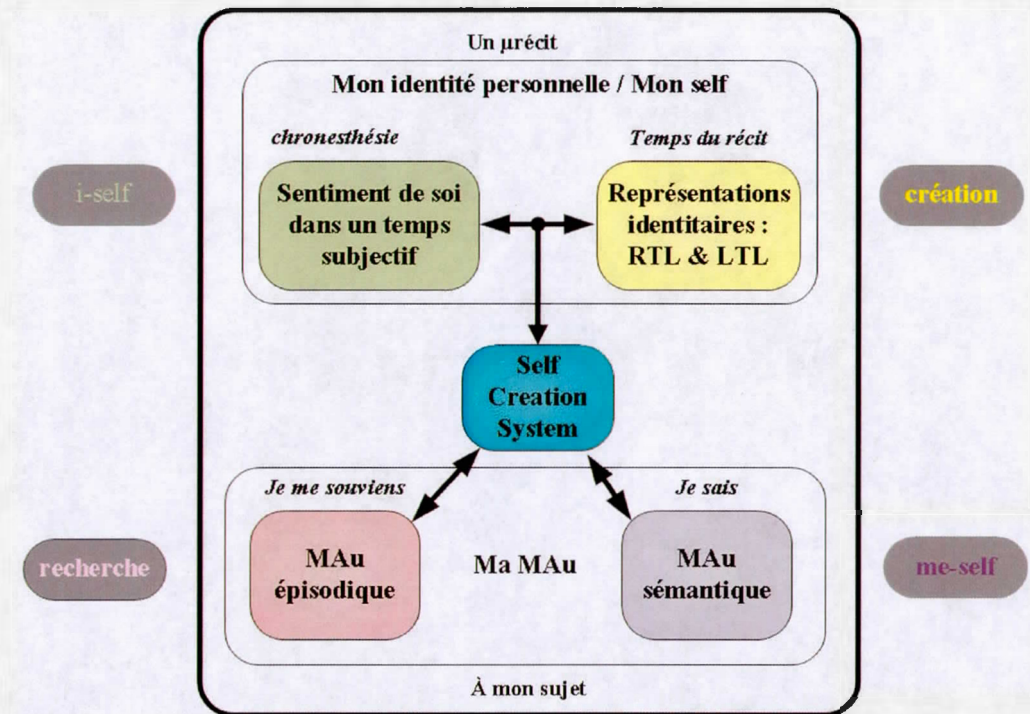 Un µrécit
Mon identité personnelle / Mon self
chronesthésie
Temps du récit
i-self
Sentiment de soi
dans un temps
subjectif
Représentations
identitaires :
RTL & LTL
création
Self
Creation
System
Je me souviens
Je sais
recherche
MAu
épisodique
Ma MAu
MAu
sémantique
me-self
À mon sujet